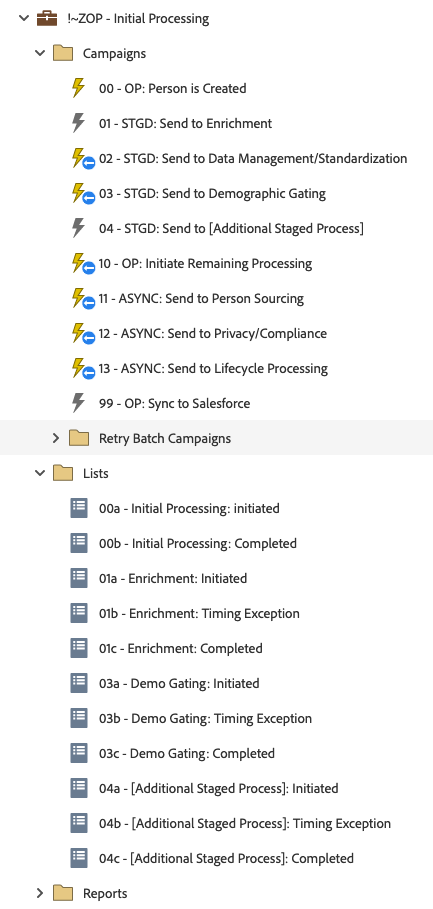 !~ZOP - Initial Processing
Campaigns
00 - OP: Person is Created
01 - STGD: Send to Enrichment
02 - STGD: Send to Data Management/Standardization
03 - STGD: Send to Demographic Gating
04 - STGD: Send to [Additional Staged Process]
10 - OP: Initiate Remaining Processing
11 - ASYNC: Send to Person Sourcing
12 - ASYNC: Send to Privacy/Compliance
13 - ASYNC: Send to Lifecycle Processing
99 - OP: Sync to Salesforce
Retry Batch Campaigns
Lists
00a - Initial Processing: initiated
00b - Initial Processing: Completed
01a - Enrichment: Initiated
01b - Enrichment: Timing Exception
01c - Enrichment: Completed
03a - Demo Gating: Initiated
03b - Demo Gating: Timing Exception
03c - Demo Gating: Completed
04a - [Additional Staged Process]: Initiated
04b - [Additional Staged Process]: Timing Exception
04c - [Additional Staged Process]: Completed
Reports